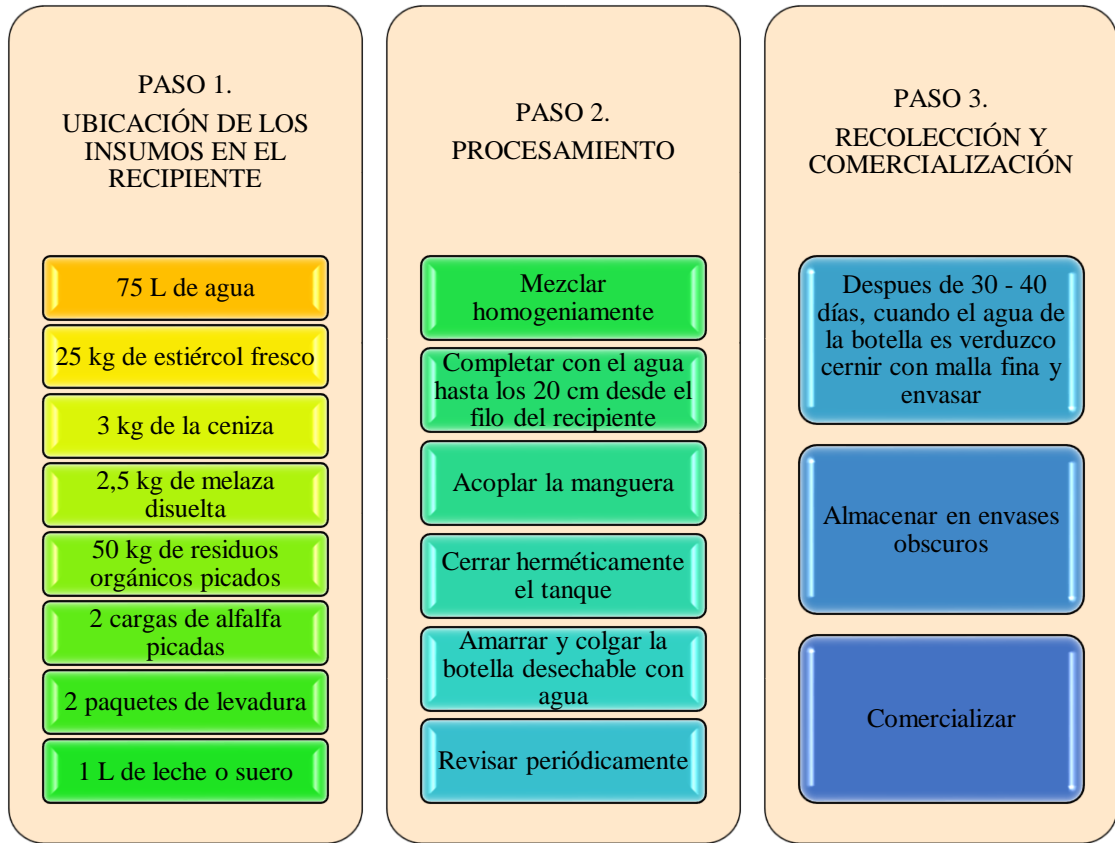 PASO 1.
UBICACIÓN DE LOS
INSUMOS EN EL
RECIPIENTE
75 L de agua
25 kg de estiércol fresco
3 kg de la ceniza
2,5 kg de melaza
disuelta
50 kg de residuos
orgánicos picados
2 cargas de alfalfa
picadas
2 paquetes de levadura
1 L de leche o suero
PASO 2.
PROCESAMIENTO
Mezclar
homogeniamente
Completar con el agua
hasta los 20 cm desde el
filo del recipiente
Acoplar la manguera
Cerrar herméticamente
el tanque
Amarrar y colgar la
botella desechable con
agua
Revisar periódicamente
PASO 3.
RECOLECCIÓN Y
COMERCIALIZACIÓN
Despues de 30 - 40
días, cuando el agua de
la botella es verduzco
cernir con malla fina y
envasar
Almacenar en envases
obscuros
Comercializar